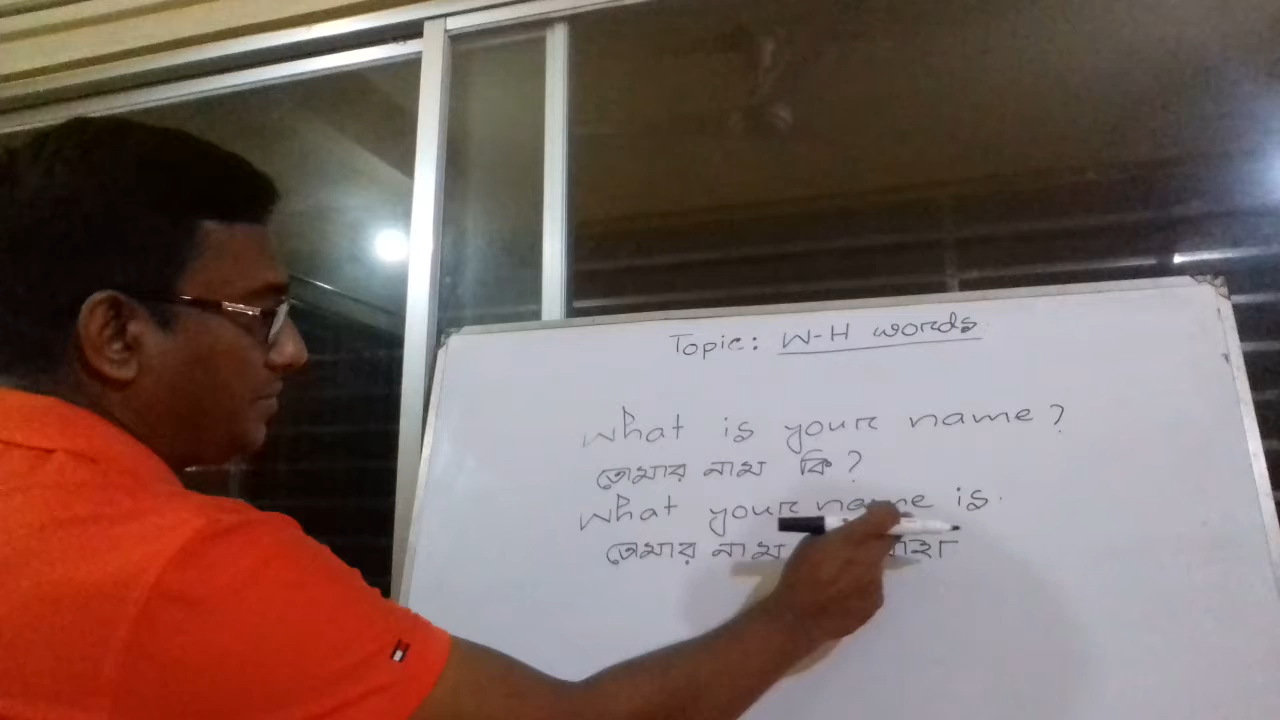 Topic: W-H words
What is your name?
তোমার নাম কি?
What your name is.
তোমার নাম